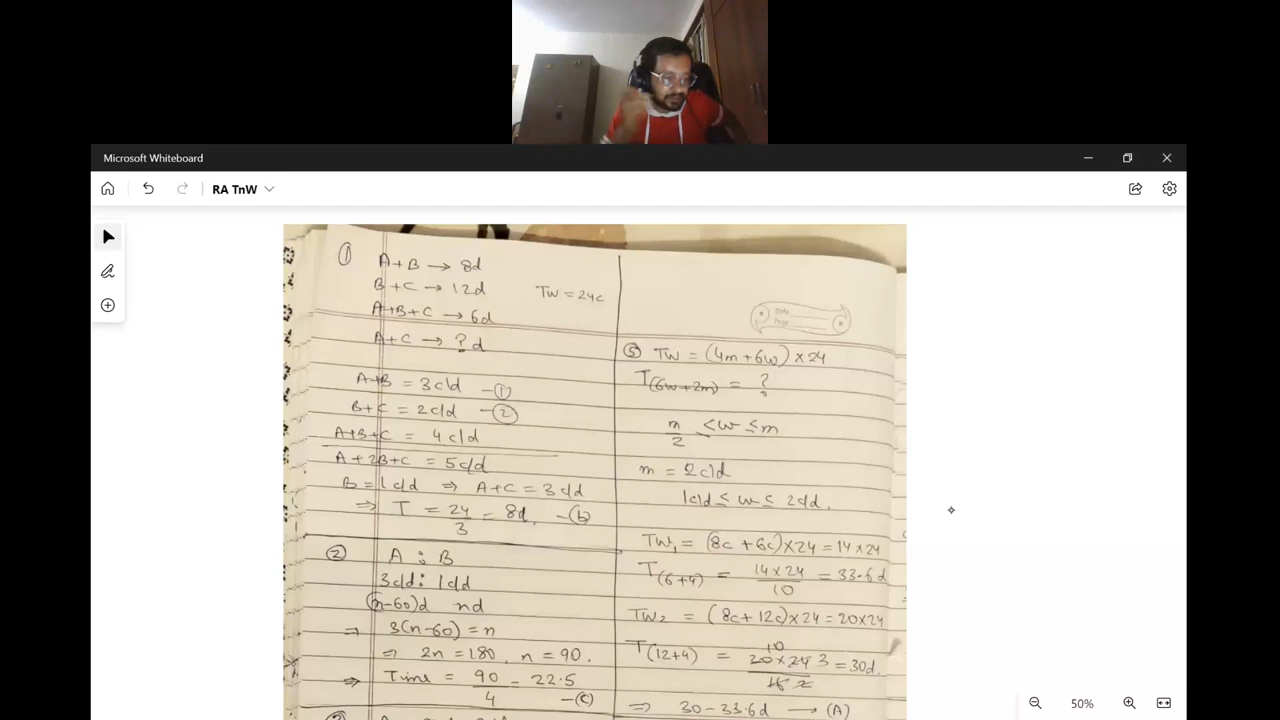 Microsoft Whiteboard
RA TnW
① A+B → 8d
B+C → 12d
TW = 24c
A+B+C → 6d
A+C → ? d
A+B = 3c/d —①
B+C = 2c/d —②
A+B+C = 4c/d
A+2B+C = 5c/d
B = 1c/d ⇒ A+C = 3c/d
⇒ T = 24/3 = 8d. —(b)
② A : B
3c/d : 1c/d
(n-60)d nd
⇒ 3(n-60) = n
⇒ 2n = 180, n = 90.
⇒ Time = 90/4 = 22.5 —(c)
Date
Page
⑤ TW = (4m+6w) × 24
T(6w+2m) = ?
m/2 ≤ w ≤ m
m = 2c/d
1c/d ≤ w ≤ 2c/d.
TW₁ = (8c + 6c) × 24 = 14 × 24
T(6+4) = 14 × 24 / 10 = 33.6d
TW₂ = (8c + 12c) × 24 = 20 × 24
T(12+4) = 20 × 24 / 16 = 30d.
⇒ 30 - 33.6d → (A)
50%